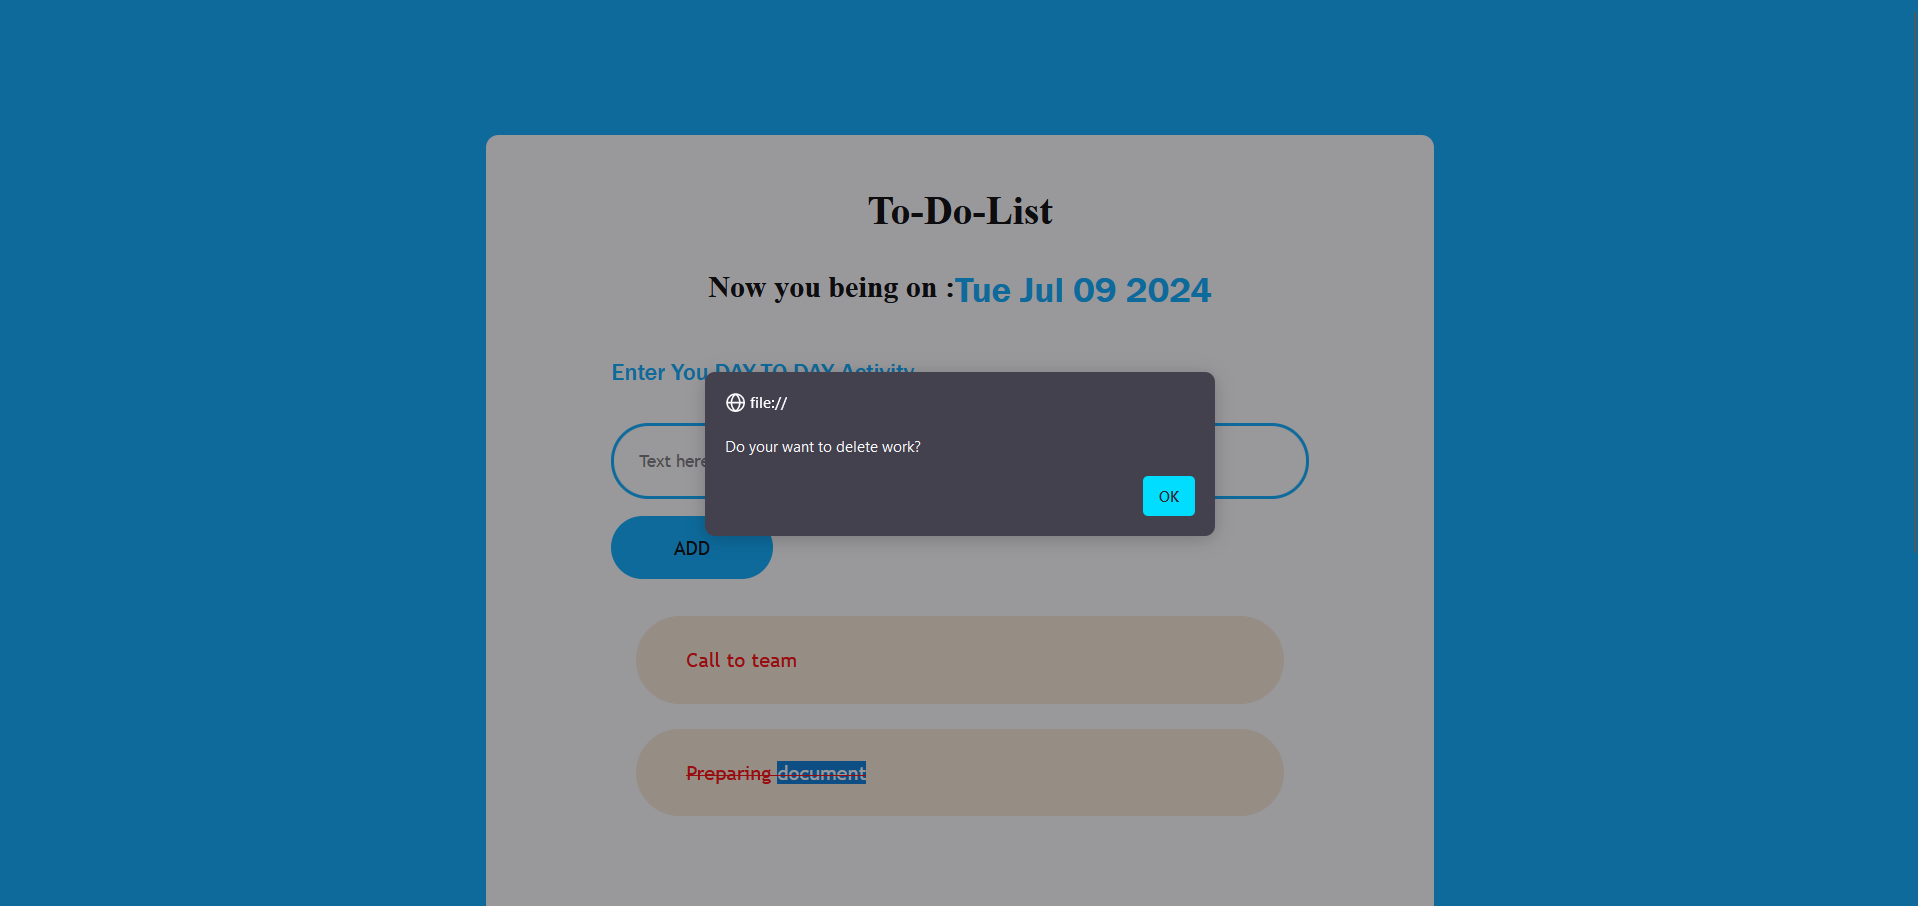 To-Do-List
Now you being on :Tue Jul 09 2024
Enter You DAY TO DAY Activity
file://
Do your want to delete work?
Text here
OK
ADD
Call to team
Preparing document